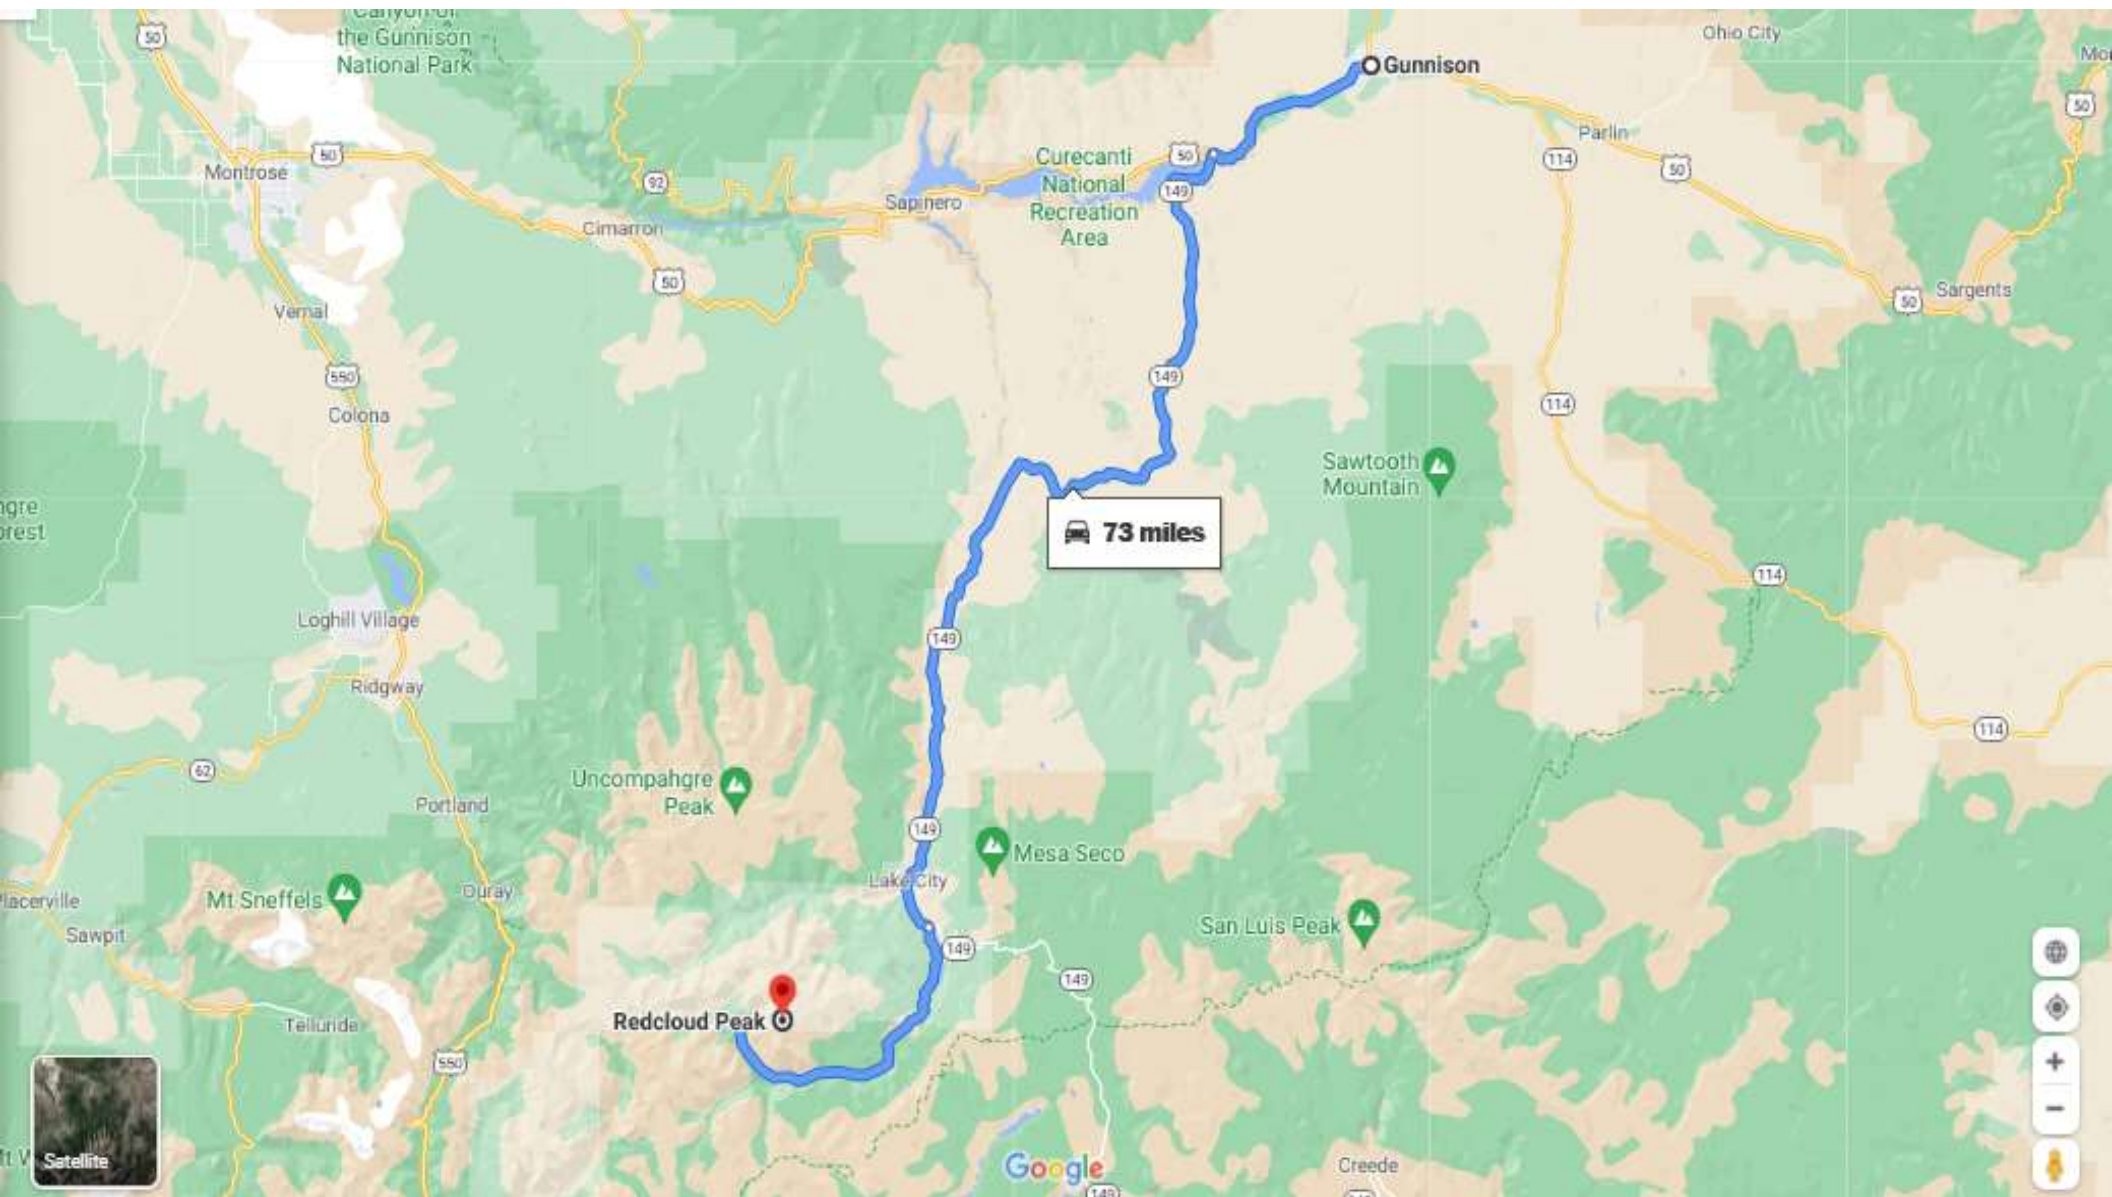 Canyon of
the Gunnison
National Park
50
Gunnison
Ohio City
50
Montrose
50
92
Curecanti
National
Recreation
Area
50
149
Parlin
114
50
Sapinero
Cimarron
50
Vernal
Sargents
50
550
149
Colona
114
Sawtooth
Mountain
73 miles
114
Loghill Village
149
Ridgway
62
114
Uncompahgre
Peak
Portland
149
Mesa Seco
Lake City
Ouray
Mt Sneffels
San Luis Peak
Sawpit
149
149
Redcloud Peak
Telluride
550
Satellite
Google
Creede
149